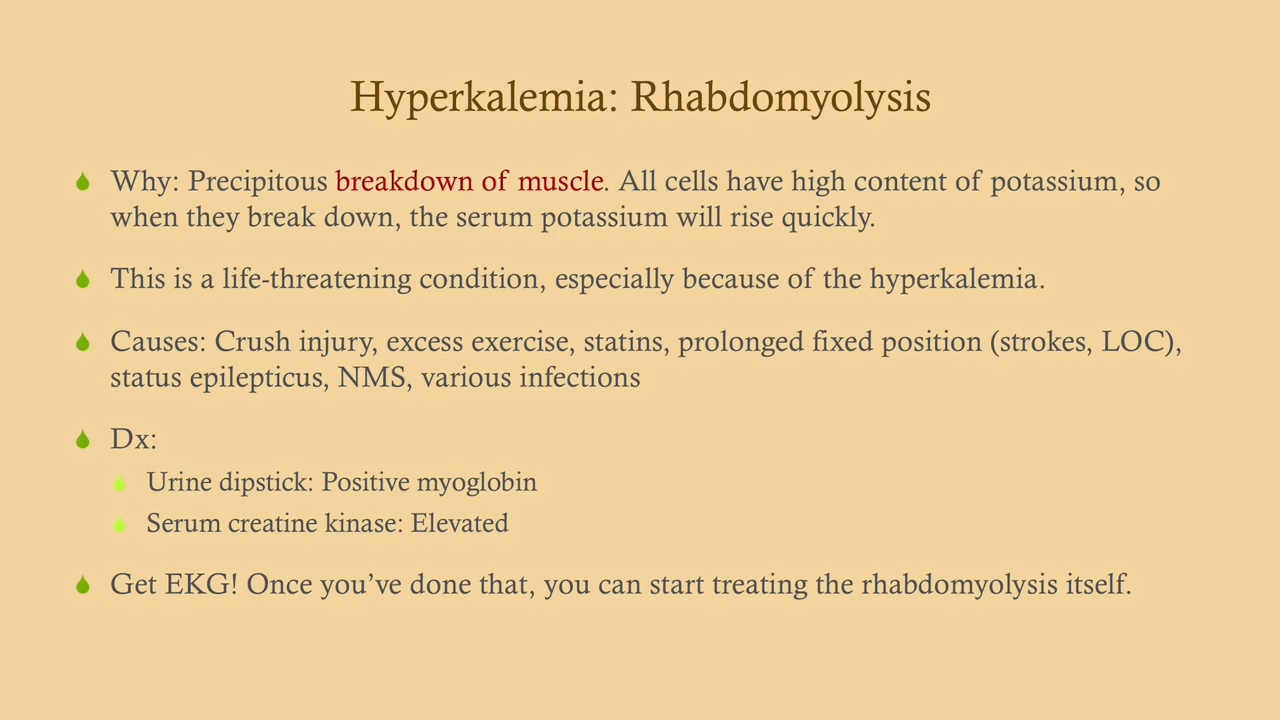 Hyperkalemia: Rhabdomyolysis
Why: Precipitous breakdown of muscle. All cells have high content of potassium, so
when they break down, the serum potassium will rise quickly.
This is a life-threatening condition, especially because of the hyperkalemia.
Causes: Crush injury, excess exercise, statins, prolonged fixed position (strokes, LOC),
status epilepticus, NMS, various infections
Dx:
Urine dipstick: Positive myoglobin
Serum creatine kinase: Elevated
Get EKG! Once you’ve done that, you can start treating the rhabdomyolysis itself.